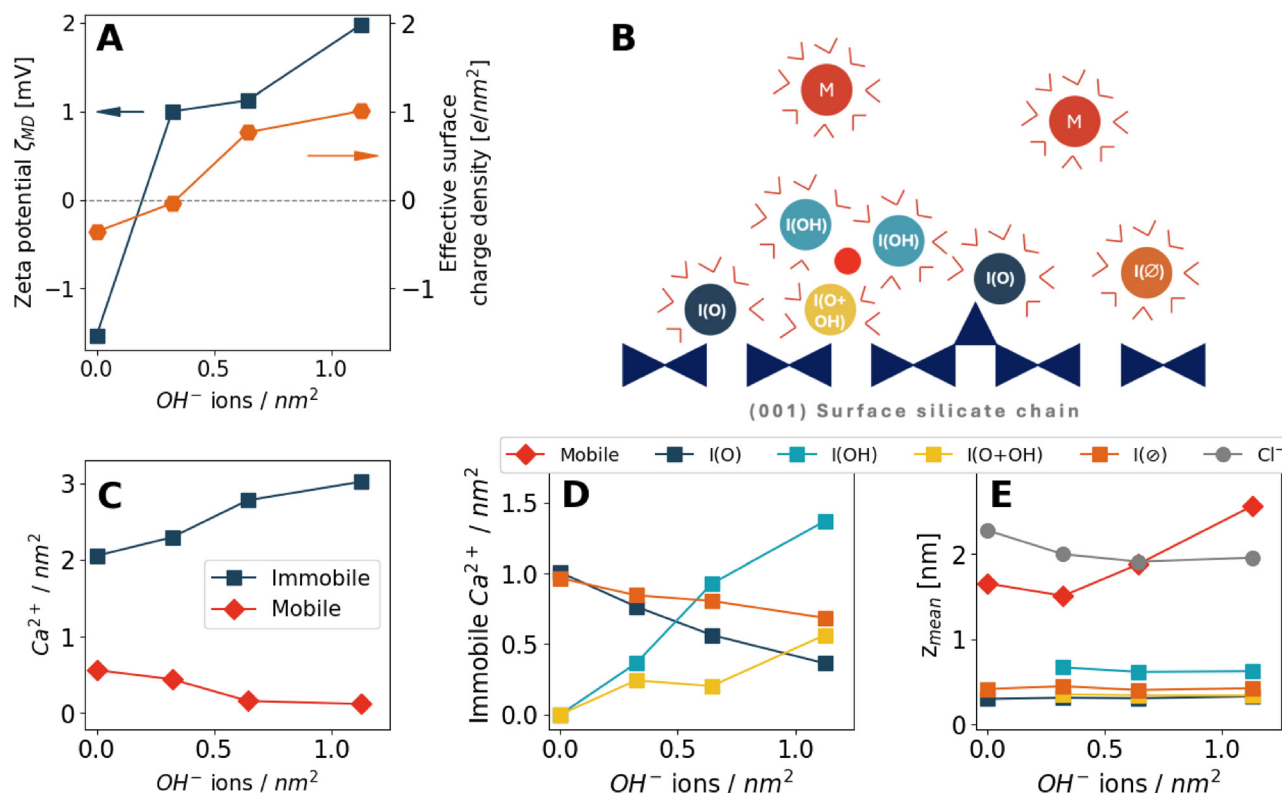 A
Zeta potential ζMD [mV]
2
1
0
−1
2
1
0
−1
Effective surface
charge density [e/nm²]
0.0
0.5
1.0
OH⁻ ions / nm²
B
M
M
I(OH)
I(OH)
I(O)
I(O+
OH)
I(O)
I(∅)
(001) Surface silicate chain
Mobile
I(O)
I(OH)
I(O+OH)
I(⊘)
Cl⁻
C
Ca²⁺ / nm²
3
2
1
0
Immobile
Mobile
0.0
0.5
1.0
OH⁻ ions / nm²
D
Immobile Ca²⁺ / nm²
1.5
1.0
0.5
0.0
0.0
0.5
1.0
OH⁻ ions / nm²
E
zmean [nm]
2
1
0
0.0
0.5
1.0
OH⁻ ions / nm²